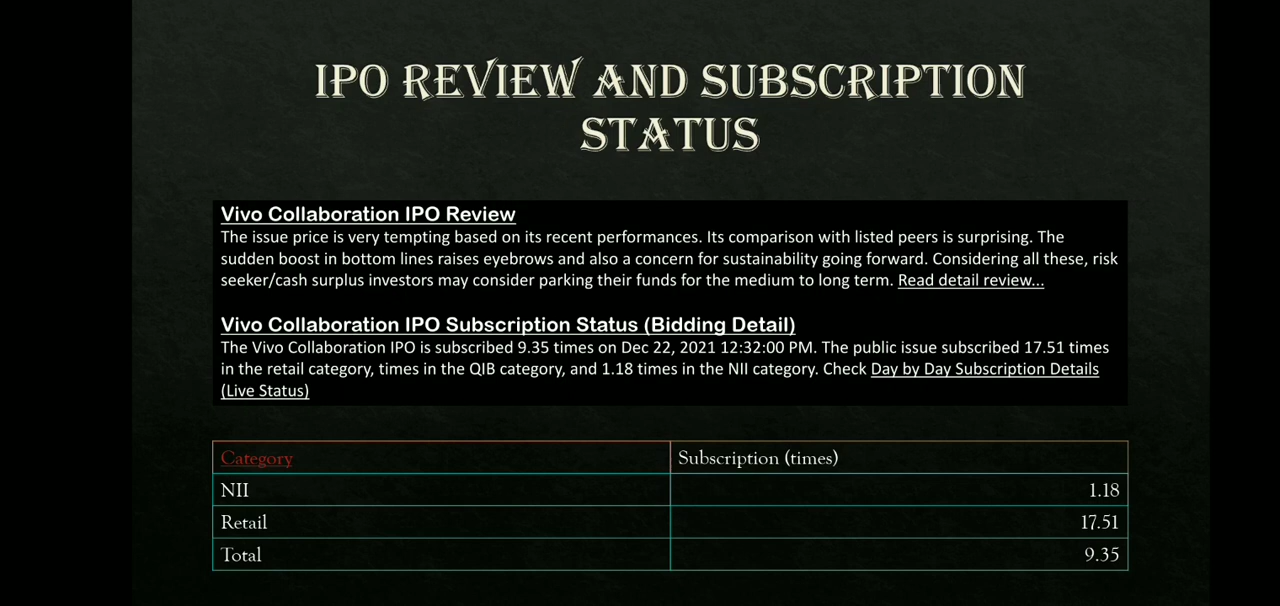 IPO REVIEW AND SUBSCRIPTION
STATUS
Vivo Collaboration IPO Review
The issue price is very tempting based on its recent performances. Its comparison with listed peers is surprising. The
sudden boost in bottom lines raises eyebrows and also a concern for sustainability going forward. Considering all these, risk
seeker/cash surplus investors may consider parking their funds for the medium to long term. Read detail review...
Vivo Collaboration IPO Subscription Status (Bidding Detail)
The Vivo Collaboration IPO is subscribed 9.35 times on Dec 22, 2021 12:32:00 PM. The public issue subscribed 17.51 times
in the retail category, times in the QIB category, and 1.18 times in the NII category. Check Day by Day Subscription Details
(Live Status)
Category Subscription (times)
NII 1.18
Retail 17.51
Total 9.35